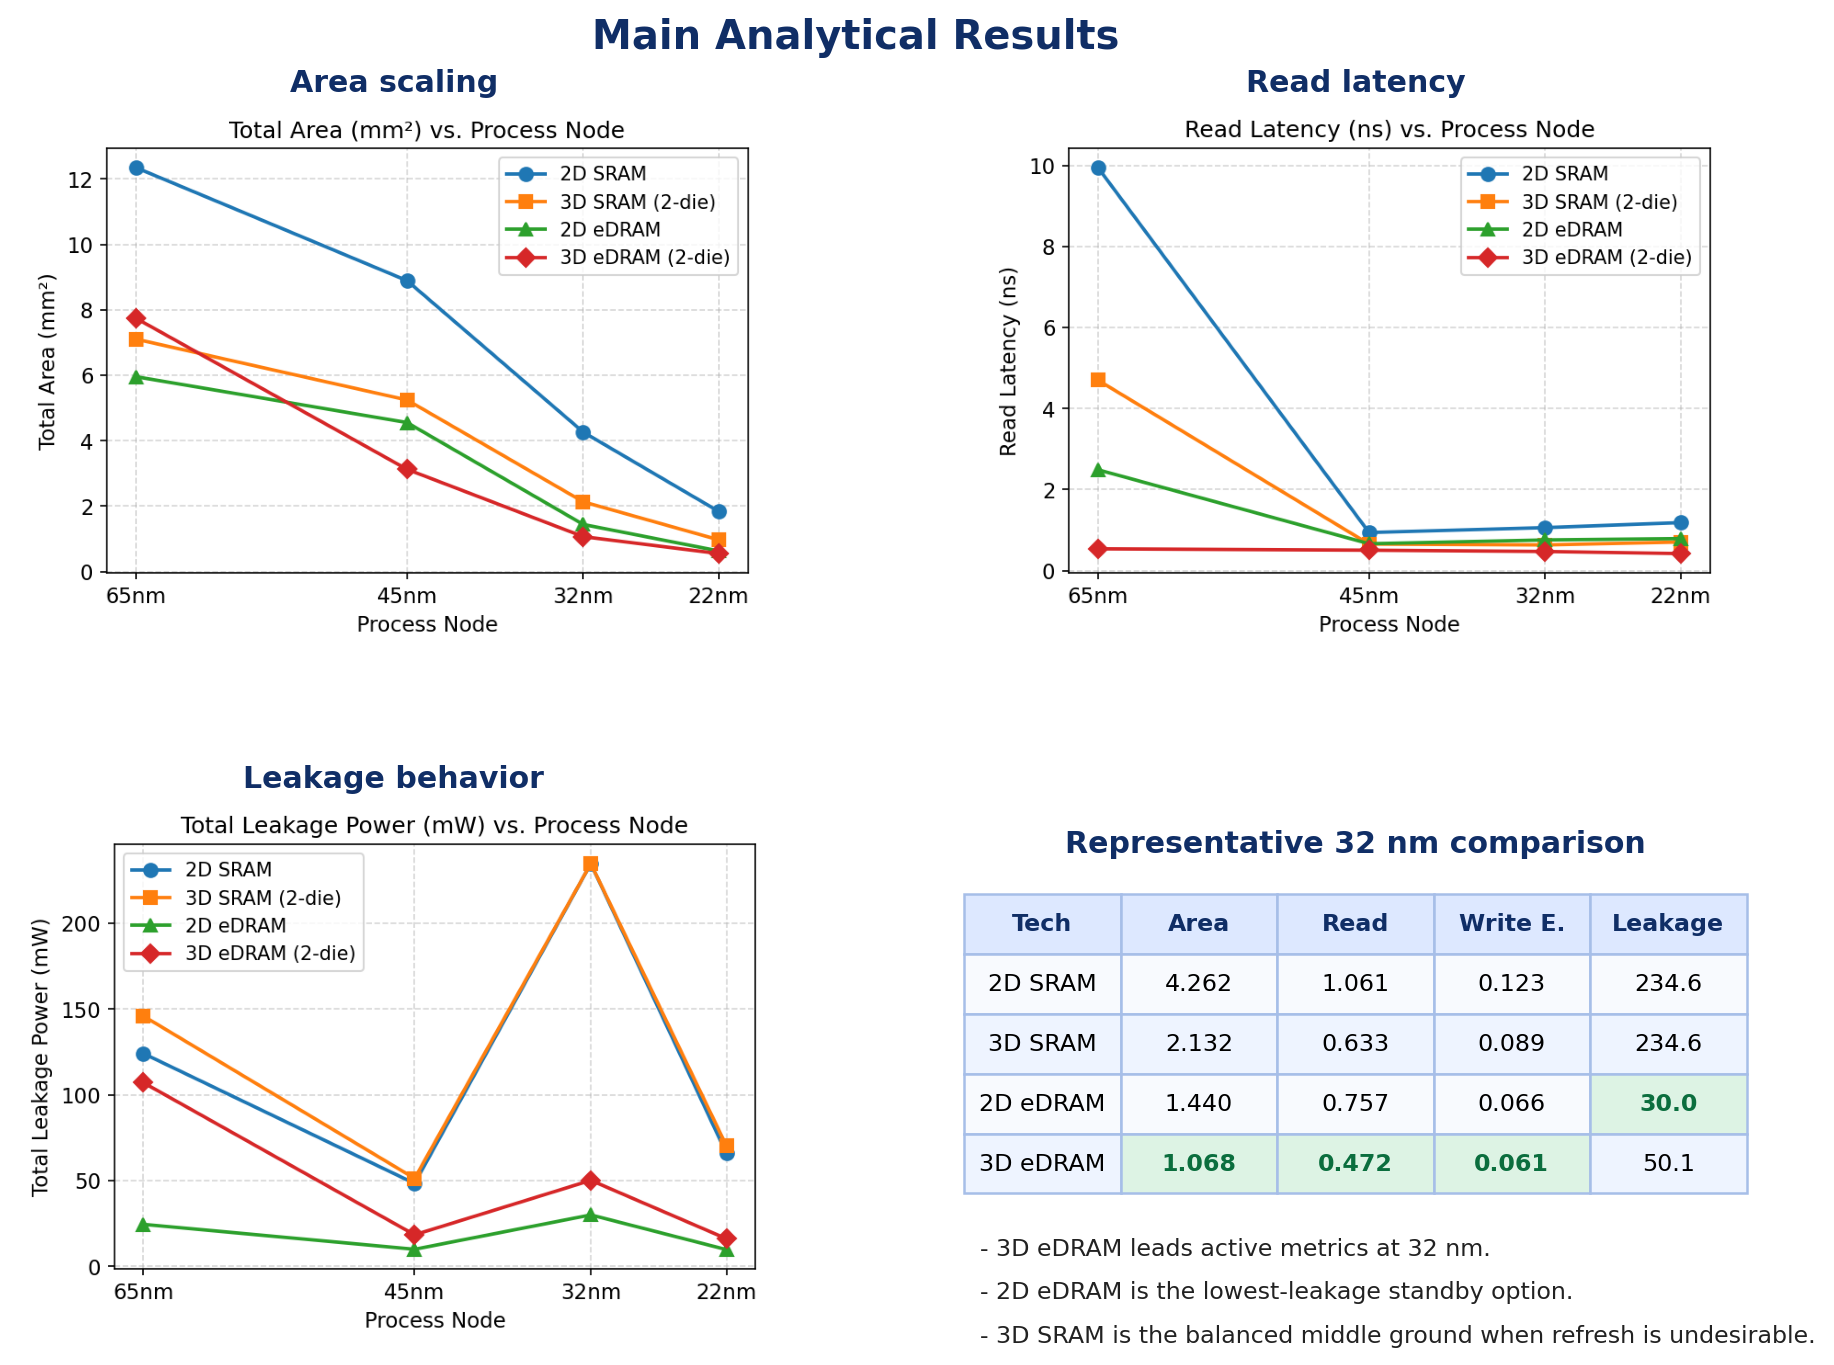 Main Analytical Results
Area scaling
Total Area (mm²) vs. Process Node
2D SRAM
3D SRAM (2-die)
2D eDRAM
3D eDRAM (2-die)
Total Area (mm²)
12
10
8
6
4
2
0
65nm 45nm 32nm 22nm
Process Node
Read latency
Read Latency (ns) vs. Process Node
2D SRAM
3D SRAM (2-die)
2D eDRAM
3D eDRAM (2-die)
Read Latency (ns)
10
8
6
4
2
0
65nm 45nm 32nm 22nm
Process Node
Leakage behavior
Total Leakage Power (mW) vs. Process Node
2D SRAM
3D SRAM (2-die)
2D eDRAM
3D eDRAM (2-die)
Total Leakage Power (mW)
200
150
100
50
0
65nm 45nm 32nm 22nm
Process Node
Representative 32 nm comparison
Tech Area Read Write E. Leakage
2D SRAM 4.262 1.061 0.123 234.6
3D SRAM 2.132 0.633 0.089 234.6
2D eDRAM 1.440 0.757 0.066 30.0
3D eDRAM 1.068 0.472 0.061 50.1
- 3D eDRAM leads active metrics at 32 nm.
- 2D eDRAM is the lowest-leakage standby option.
- 3D SRAM is the balanced middle ground when refresh is undesirable.